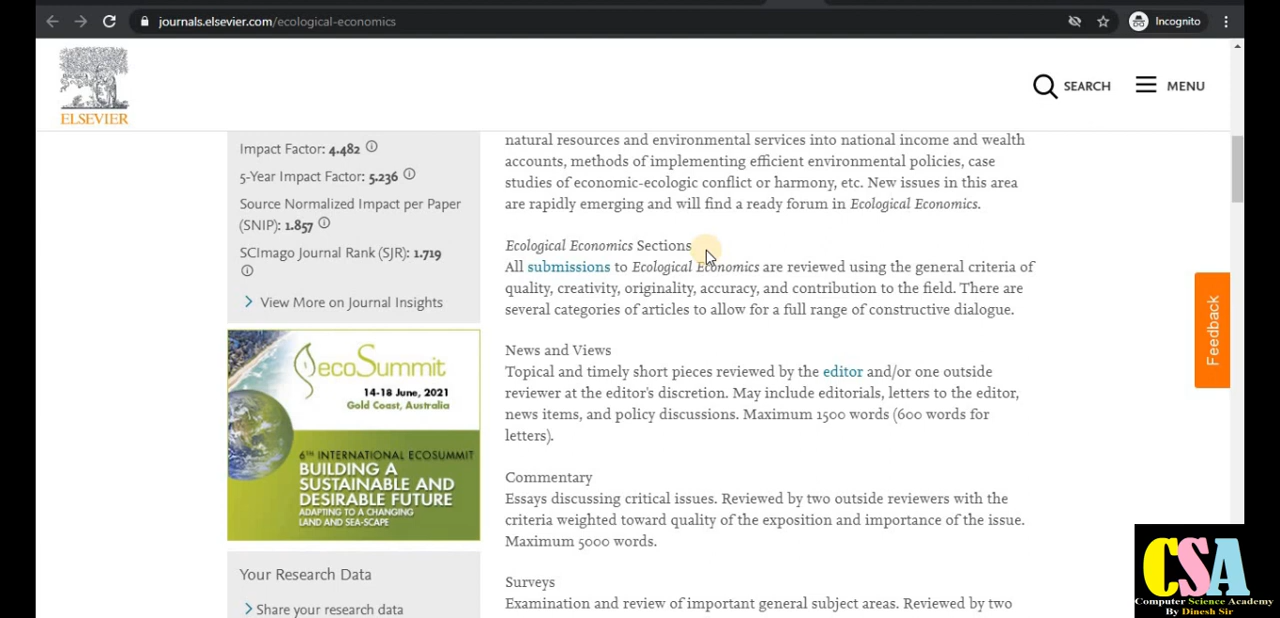 journals.elsevier.com/ecological-economics
Incognito
ELSEVIER
SEARCH
MENU
Impact Factor: 4.482
5-Year Impact Factor: 5.236
Source Normalized Impact per Paper
(SNIP): 1.857
SCImago Journal Rank (SJR): 1.719
View More on Journal Insights
ecoSummit
14-18 June, 2021
Gold Coast, Australia
6TH INTERNATIONAL ECOSUMMIT
BUILDING A
SUSTAINABLE AND
DESIRABLE FUTURE
ADAPTING TO A CHANGING
LAND AND SEA-SCAPE
Your Research Data
Share your research data
natural resources and environmental services into national income and wealth
accounts, methods of implementing efficient environmental policies, case
studies of economic-ecologic conflict or harmony, etc. New issues in this area
are rapidly emerging and will find a ready forum in Ecological Economics.
Ecological Economics Sections
All submissions to Ecological Economics are reviewed using the general criteria of
quality, creativity, originality, accuracy, and contribution to the field. There are
several categories of articles to allow for a full range of constructive dialogue.
News and Views
Topical and timely short pieces reviewed by the editor and/or one outside
reviewer at the editor's discretion. May include editorials, letters to the editor,
news items, and policy discussions. Maximum 1500 words (600 words for
letters).
Commentary
Essays discussing critical issues. Reviewed by two outside reviewers with the
criteria weighted toward quality of the exposition and importance of the issue.
Maximum 5000 words.
Surveys
Examination and review of important general subject areas. Reviewed by two
Feedback
CSA
Computer Science Academy
By Dinesh Sir